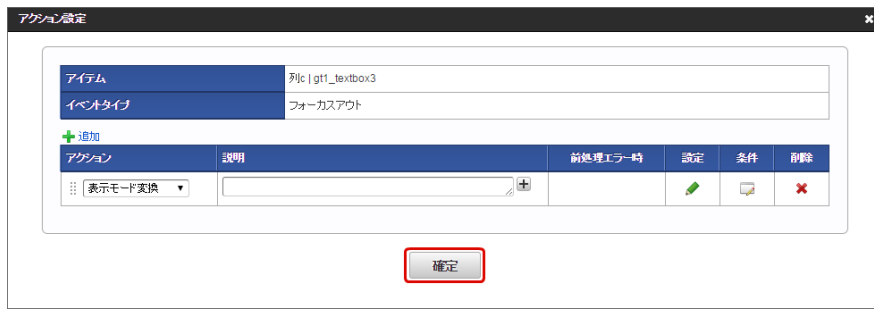 アクション設定
アイテム 列c | gt1_textbox3
イベントタイプ フォーカスアウト
追加
アクション 説明 前処理エラー時 設定 条件 削除
表示モード変換
確定